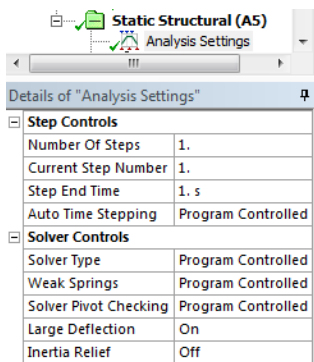 Static Structural (A5)
Analysis Settings
Details of "Analysis Settings"
Step Controls
Number Of Steps 1.
Current Step Number 1.
Step End Time 1. s
Auto Time Stepping Program Controlled
Solver Controls
Solver Type Program Controlled
Weak Springs Program Controlled
Solver Pivot Checking Program Controlled
Large Deflection On
Inertia Relief Off